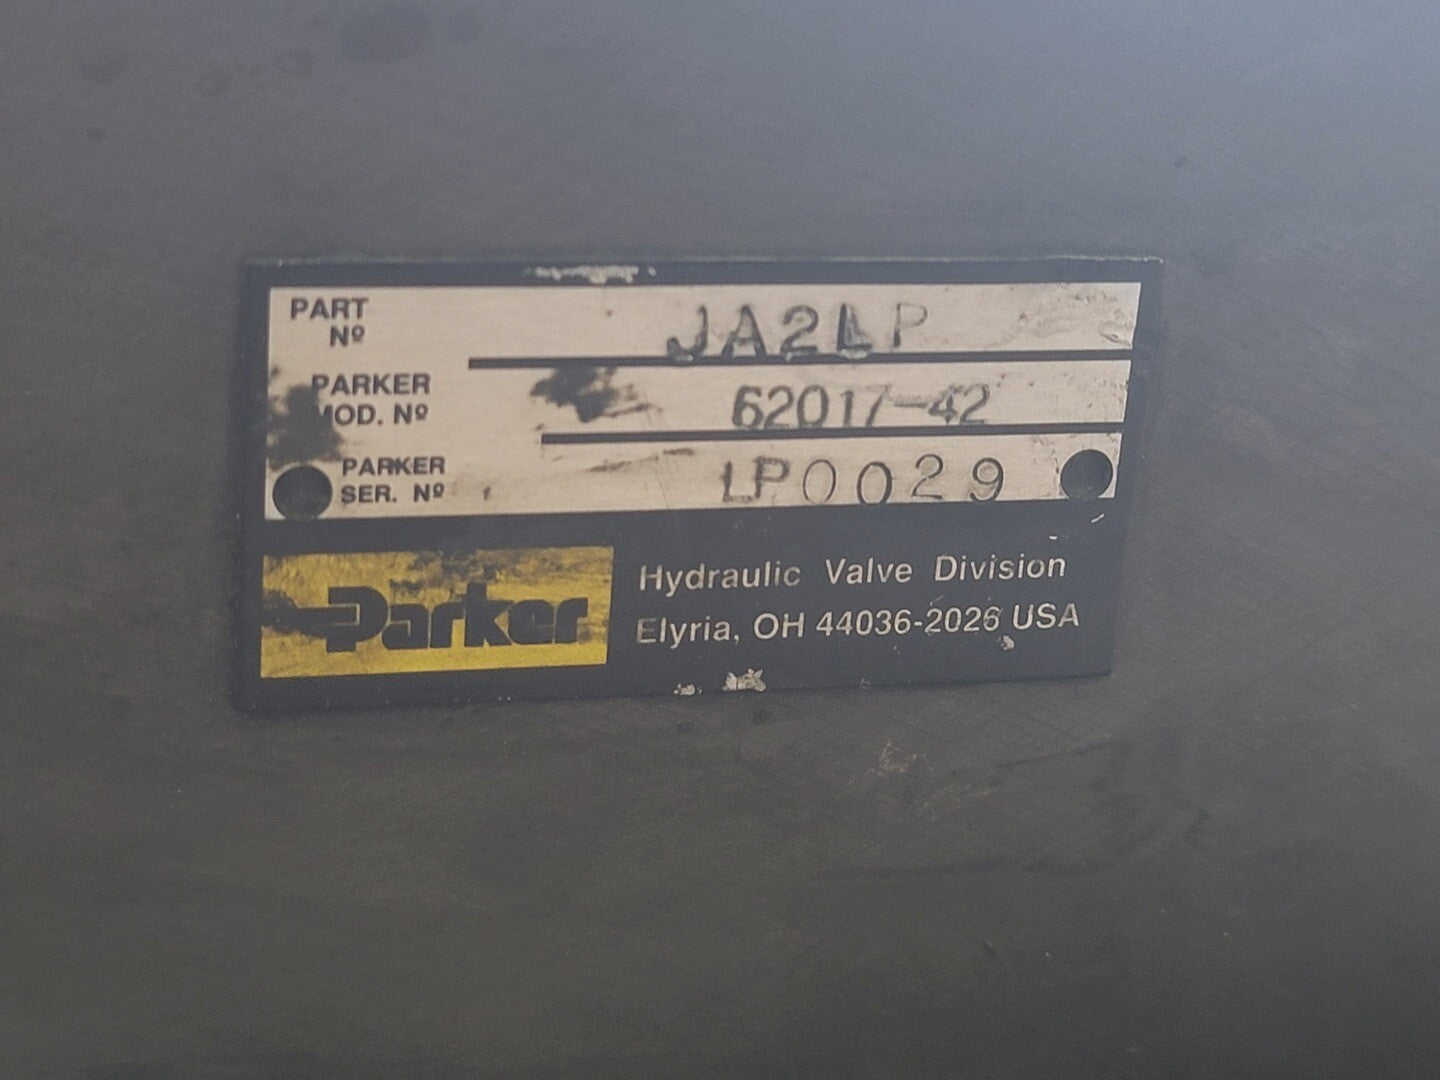 PART
Nº
JA2LP
PARKER
MOD. Nº
62017-42
PARKER
SER. Nº
LP0029
Parker
Hydraulic Valve Division
Elyria, OH 44036-2026 USA